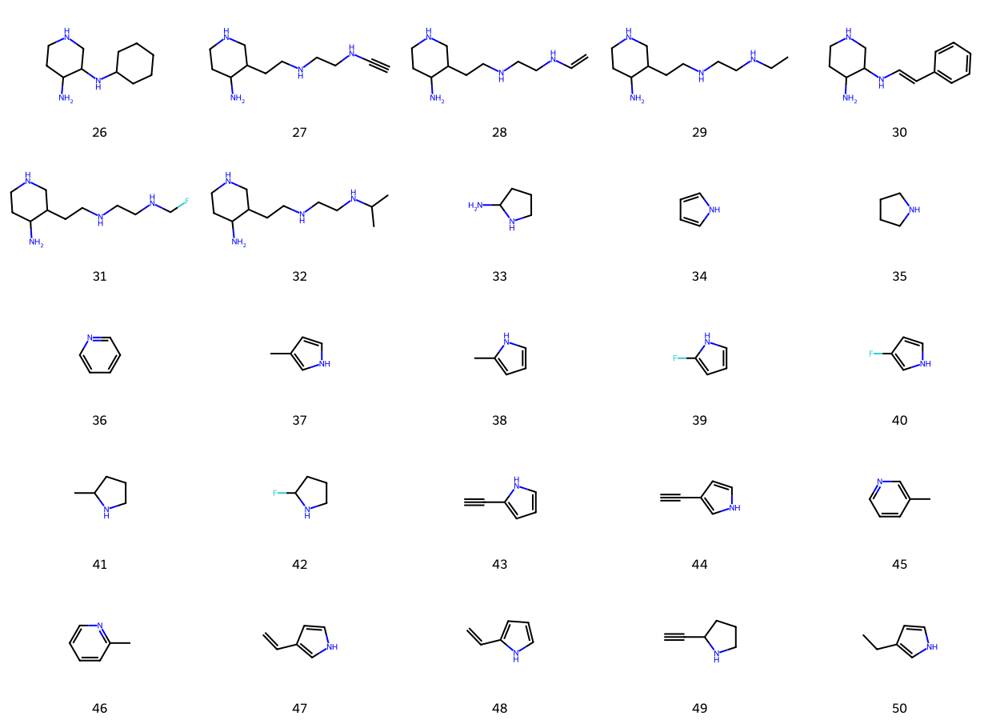 NH NH H N NH H N NH H N NH
N H NH2 N H NH2 N H NH2 N H NH2 N H NH2
26 27 28 29 30
NH H N F NH H N H2N N H NH NH
N H NH2 N H NH2
31 32 33 34 35
N NH H N F H N F NH
36 37 38 39 40
N H F N H H N NH N
41 42 43 44 45
N NH N H N H NH
46 47 48 49 50